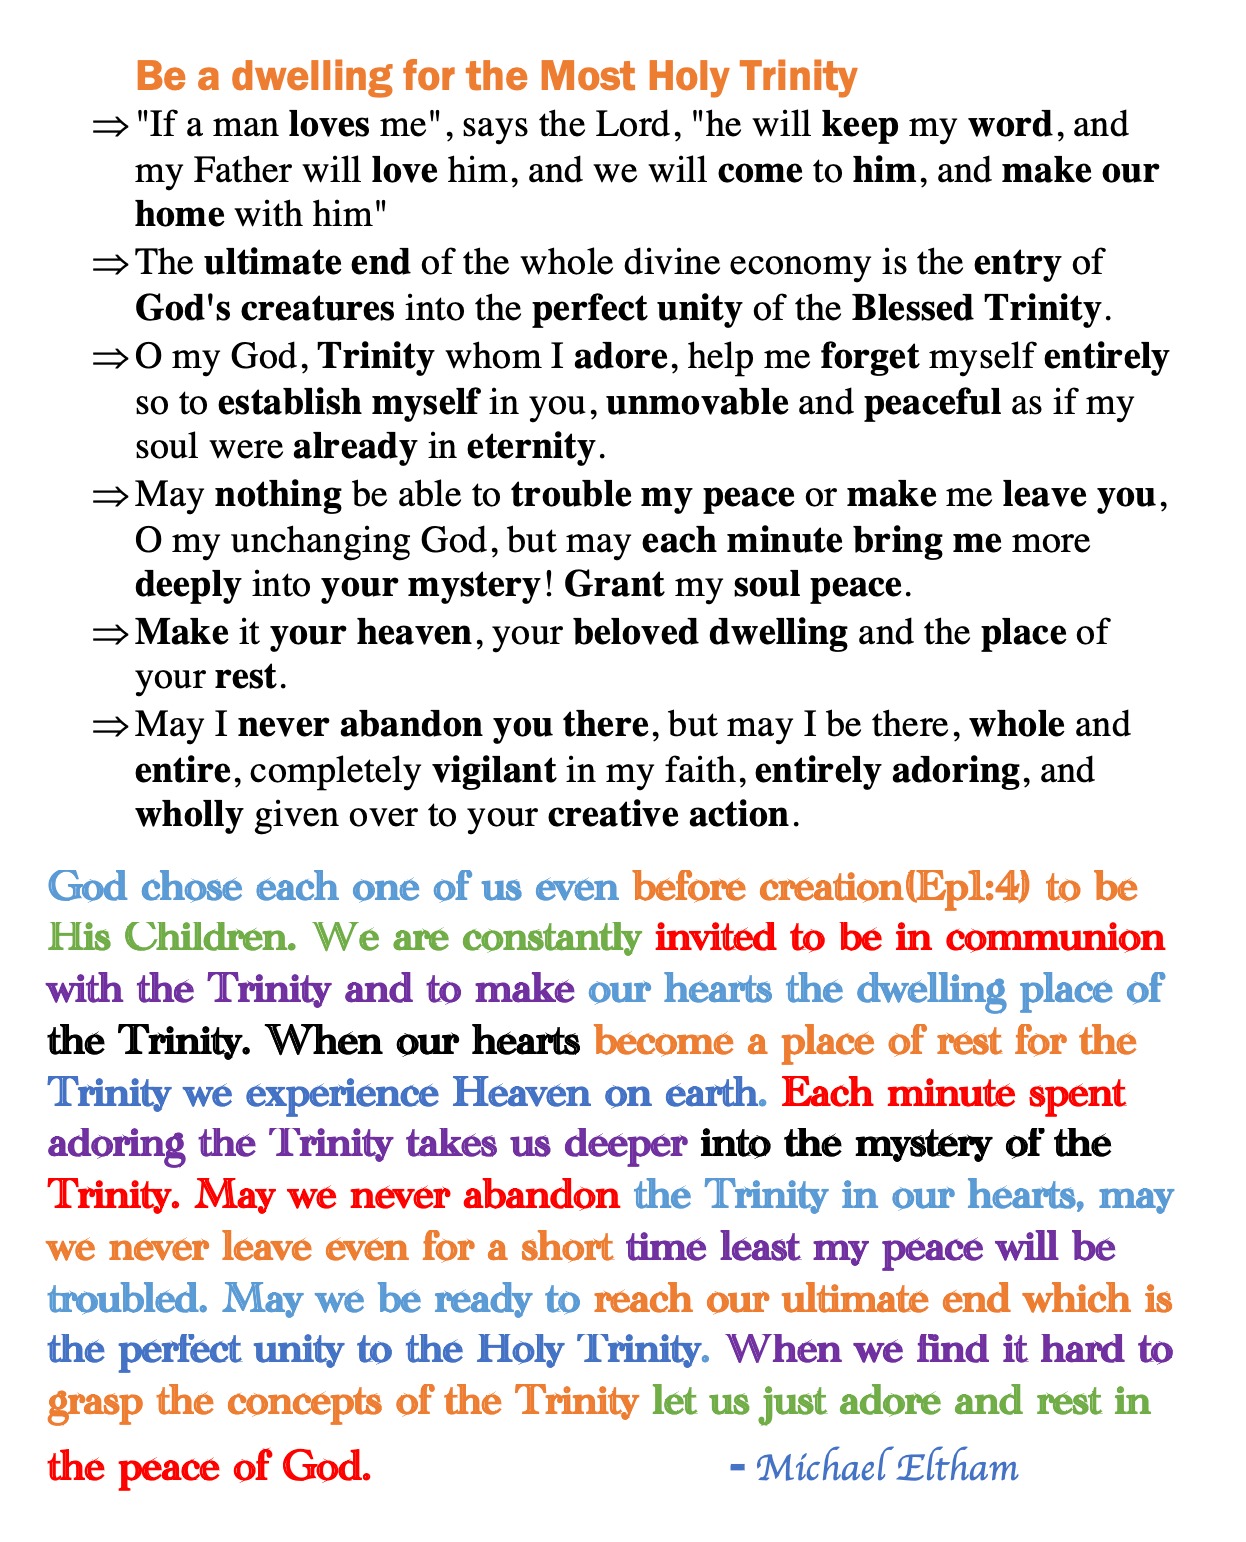 Be a dwelling for the Most Holy Trinity
⇒ "If a man loves me", says the Lord, "he will keep my word, and
my Father will love him, and we will come to him, and make our
home with him"
⇒ The ultimate end of the whole divine economy is the entry of
God's creatures into the perfect unity of the Blessed Trinity.
⇒ O my God, Trinity whom I adore, help me forget myself entirely
so to establish myself in you, unmovable and peaceful as if my
soul were already in eternity.
⇒ May nothing be able to trouble my peace or make me leave you,
O my unchanging God, but may each minute bring me more
deeply into your mystery! Grant my soul peace.
⇒ Make it your heaven, your beloved dwelling and the place of
your rest.
⇒ May I never abandon you there, but may I be there, whole and
entire, completely vigilant in my faith, entirely adoring, and
wholly given over to your creative action.
God chose each one of us even before creation(Ep1:4) to be
His Children. We are constantly invited to be in communion
with the Trinity and to make our hearts the dwelling place of
the Trinity. When our hearts become a place of rest for the
Trinity we experience Heaven on earth. Each minute spent
adoring the Trinity takes us deeper into the mystery of the
Trinity. May we never abandon the Trinity in our hearts, may
we never leave even for a short time least my peace will be
troubled. May we be ready to reach our ultimate end which is
the perfect unity to the Holy Trinity. When we find it hard to
grasp the concepts of the Trinity let us just adore and rest in
the peace of God. - Michael Eltham